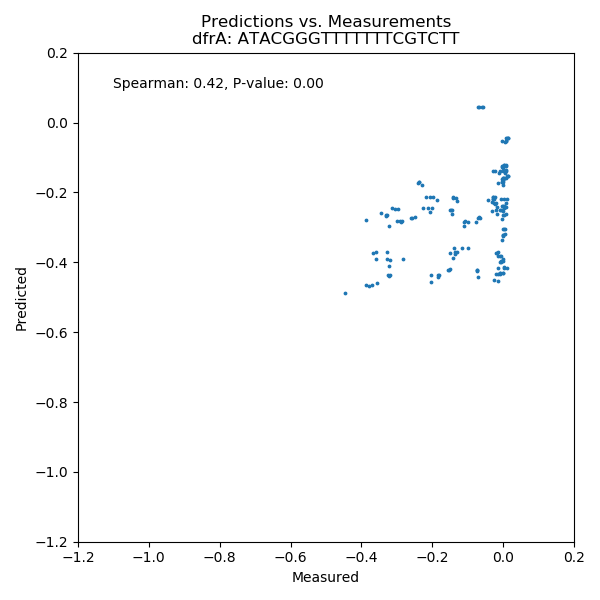 Predictions vs. Measurements
dfrA: ATACGGGTTTTTTTCGTCTT
Spearman: 0.42, P-value: 0.00
0.2
0.0
−0.2
−0.4
−0.6
−0.8
−1.0
−1.2
Predicted
−1.2 −1.0 −0.8 −0.6 −0.4 −0.2 0.0 0.2
Measured